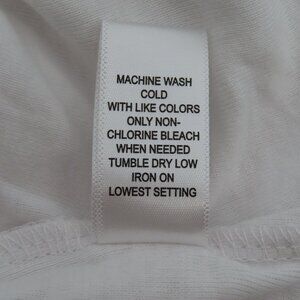 MACHINE WASH
COLD
WITH LIKE COLORS
ONLY NON-
CHLORINE BLEACH
WHEN NEEDED
TUMBLE DRY LOW
IRON ON
LOWEST SETTING